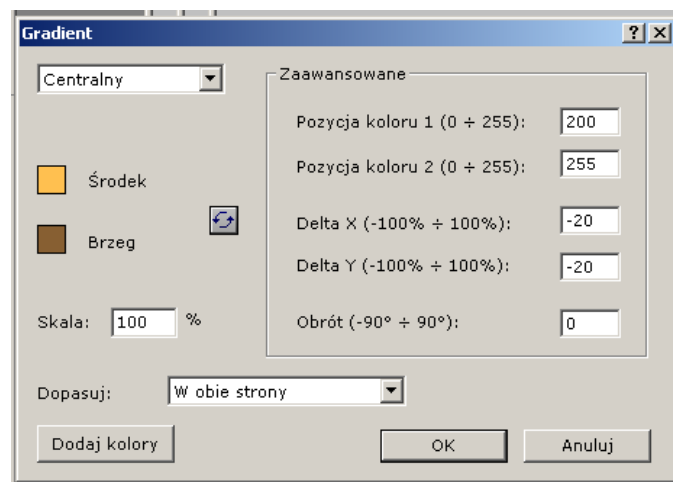 Gradient
Centralny
Zaawansowane
Pozycja koloru 1 (0 ÷ 255): 200
Pozycja koloru 2 (0 ÷ 255): 255
Środek
Delta X (-100% ÷ 100%): -20
Brzeg
Delta Y (-100% ÷ 100%): -20
Skala: 100 %
Obrót (-90° ÷ 90°): 0
Dopasuj: W obie strony
Dodaj kolory
OK
Anuluj